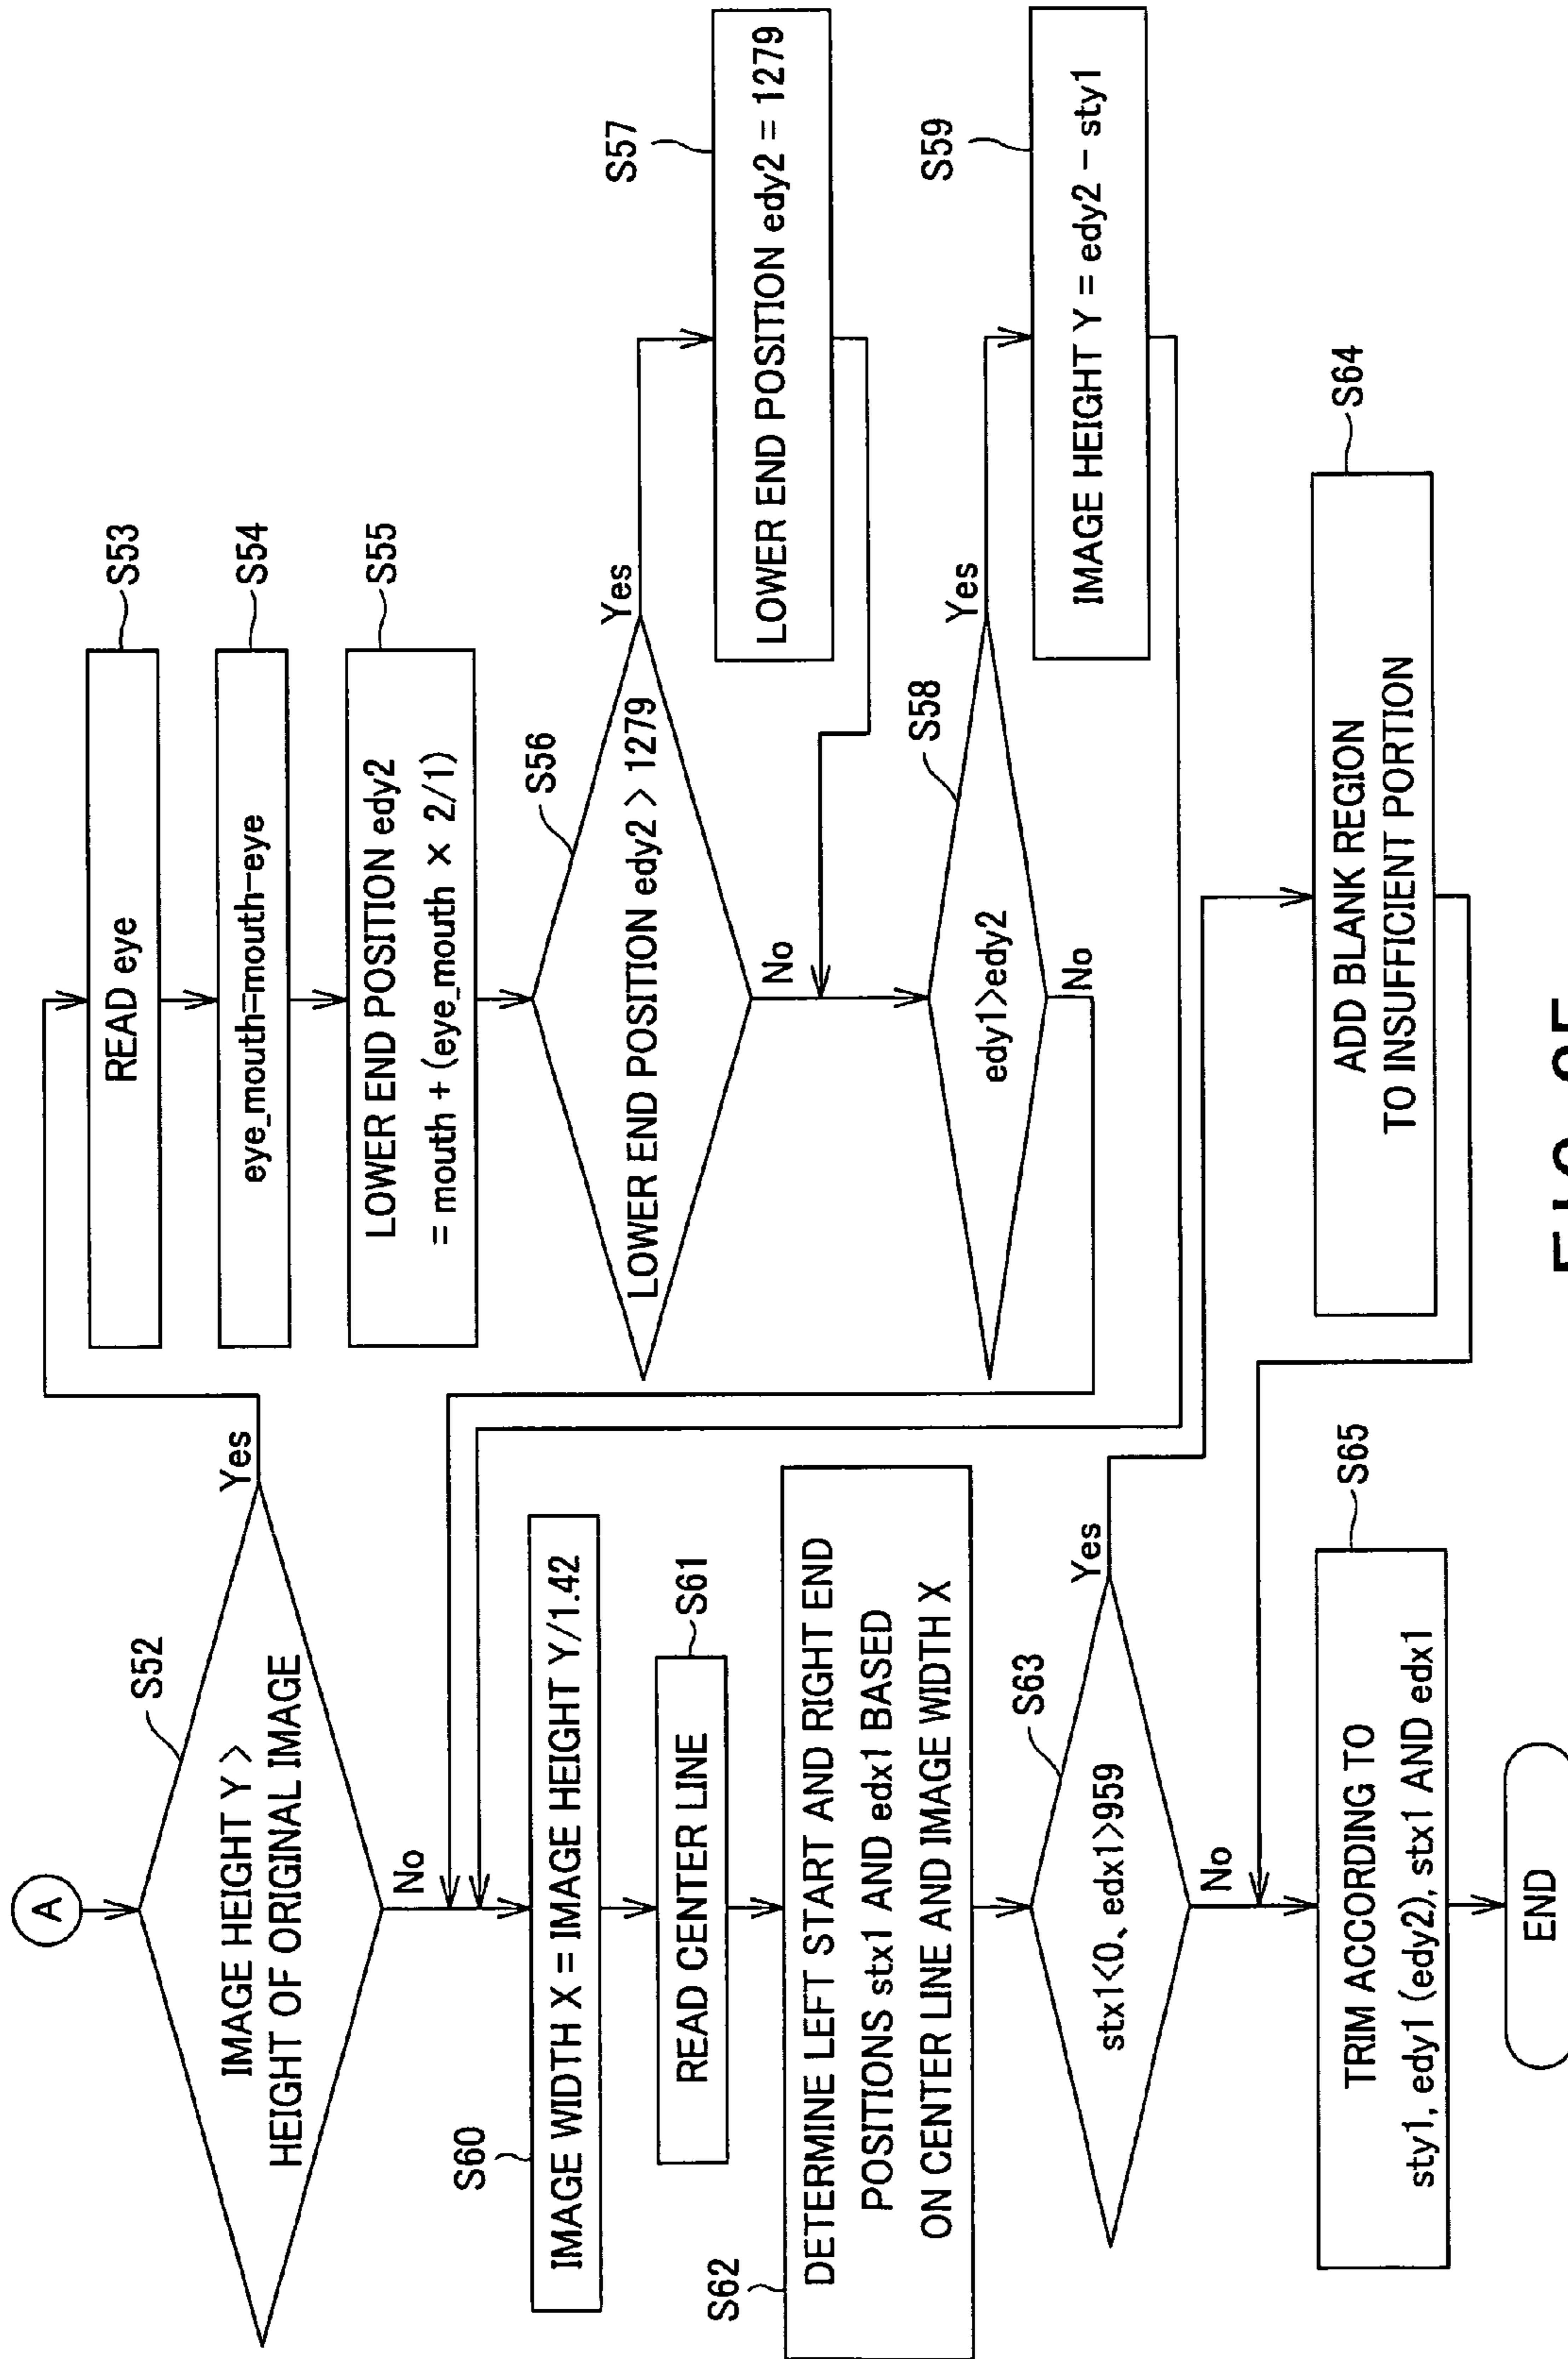 A
S52
IMAGE HEIGHT Y >
HEIGHT OF ORIGINAL IMAGE
Yes
No
S53
READ eye
S54
eye_mouth=mouth-eye
S55
LOWER END POSITION edy2
= mouth + (eye_mouth × 2/1)
S56
LOWER END POSITION edy2 > 1279
Yes
No
S57
LOWER END POSITION edy2 = 1279
S58
edy1>edy2
Yes
No
S59
IMAGE HEIGHT Y = edy2 - sty1
S60
IMAGE WIDTH X = IMAGE HEIGHT Y/1.42
S61
READ CENTER LINE
S62
DETERMINE LEFT START AND RIGHT END
POSITIONS stx1 AND edx1 BASED
ON CENTER LINE AND IMAGE WIDTH X
S63
stx1<0、edx1>959
Yes
No
S64
ADD BLANK REGION
TO INSUFFICIENT PORTION
S65
TRIM ACCORDING TO
sty1, edy1 (edy2), stx1 AND edx1
END